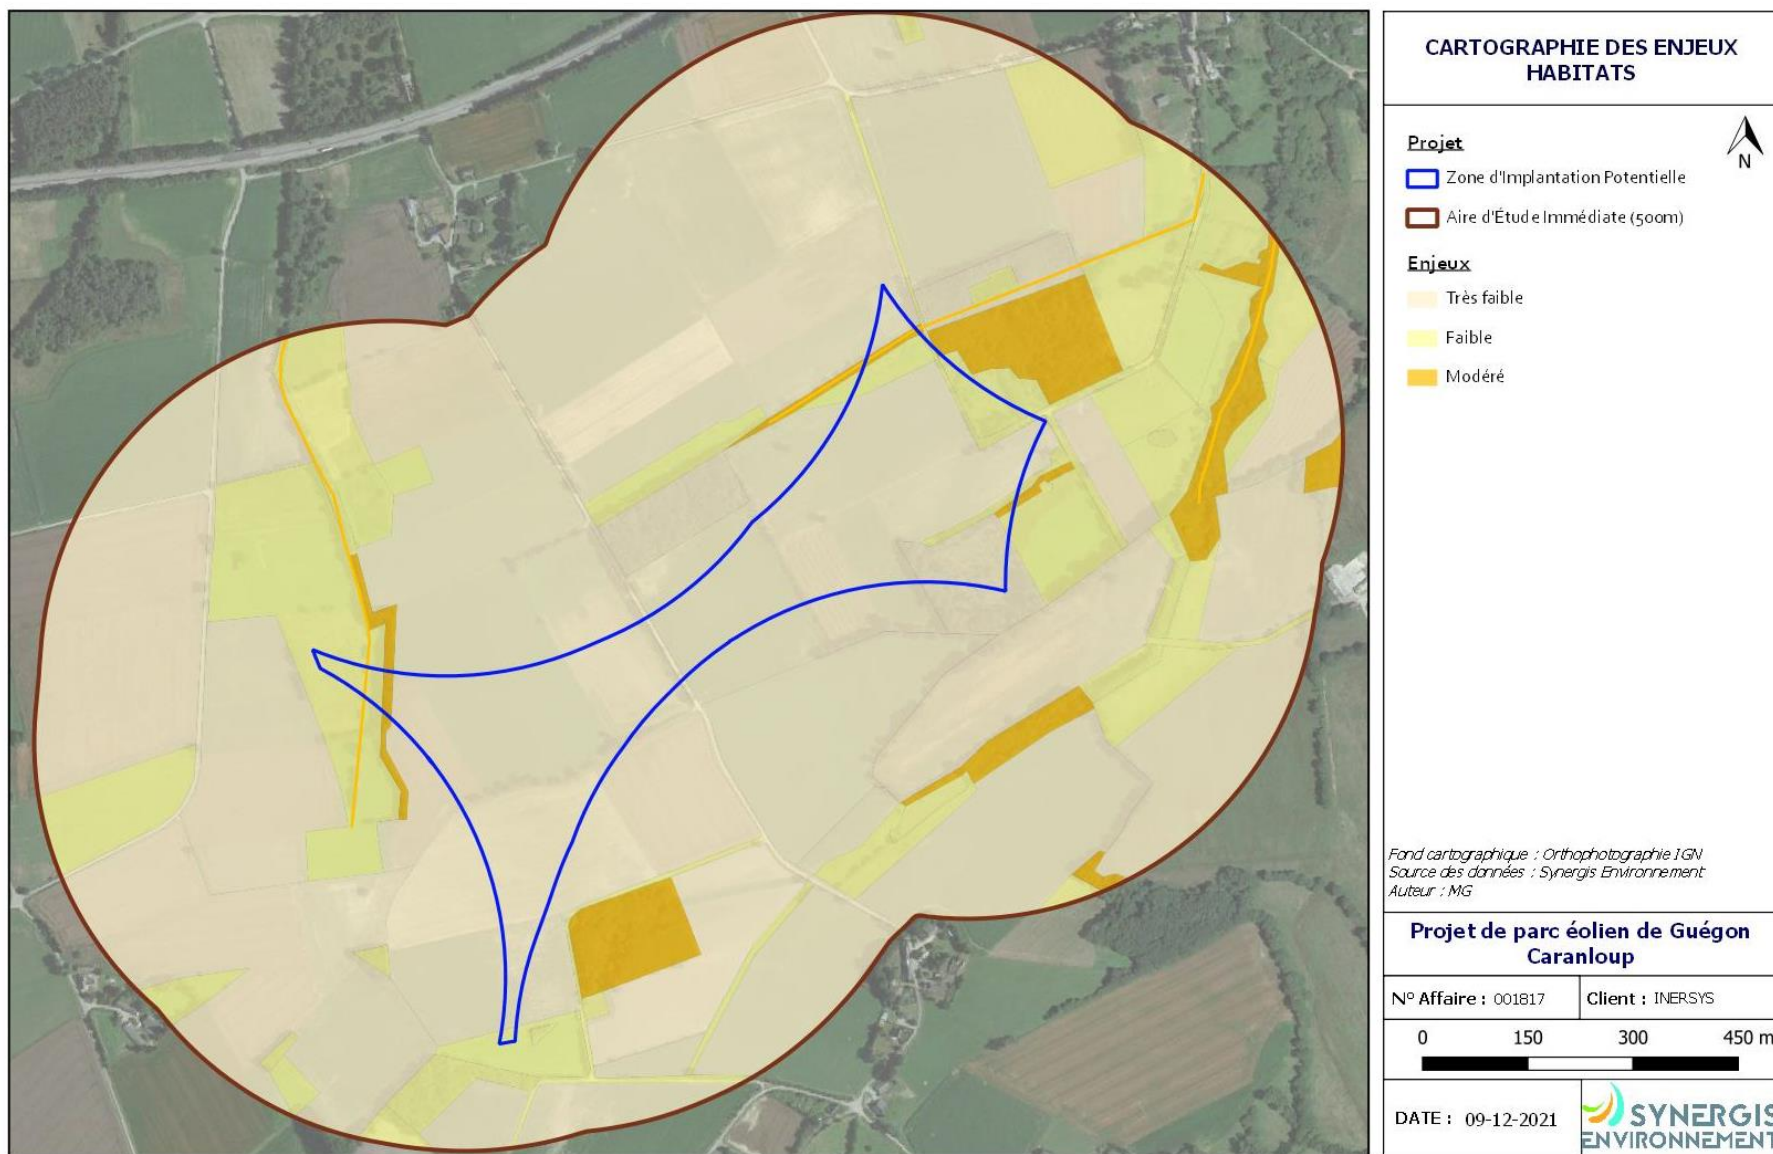 CARTOGRAPHIE DES ENJEUX
HABITATS
N
Projet
Zone d'Implantation Potentielle
Aire d'Étude Immédiate (500m)
Enjeux
Très faible
Faible
Modéré
Fond cartographique : Orthophotographie IGN
Source des données : Synergis Environnement
Auteur : MG
Projet de parc éolien de Guégon
Caranloup
N° Affaire : 001817
Client : INERSYS
0 150 300 450 m
DATE : 09-12-2021
SYNERGIS
ENVIRONNEMENT